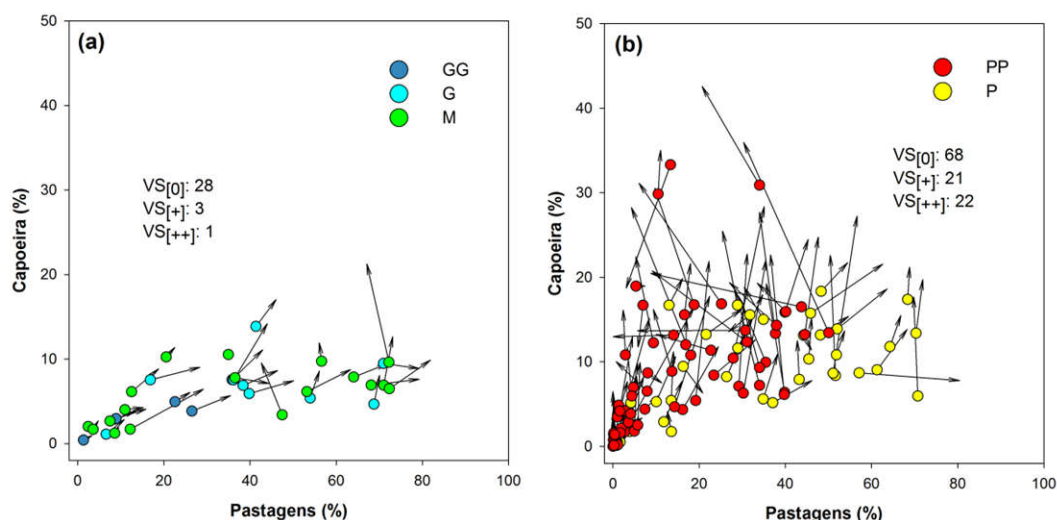 (a)
GG
G
M
VS[0]: 28
VS[+]: 3
VS[++]: 1
Capoeira (%)
50
40
30
20
10
0
0 20 40 60 80 100
Pastagens (%)
(b)
PP
P
VS[0]: 68
VS[+]: 21
VS[++]: 22
Capoeira (%)
50
40
30
20
10
0
0 20 40 60 80 100
Pastagens (%)